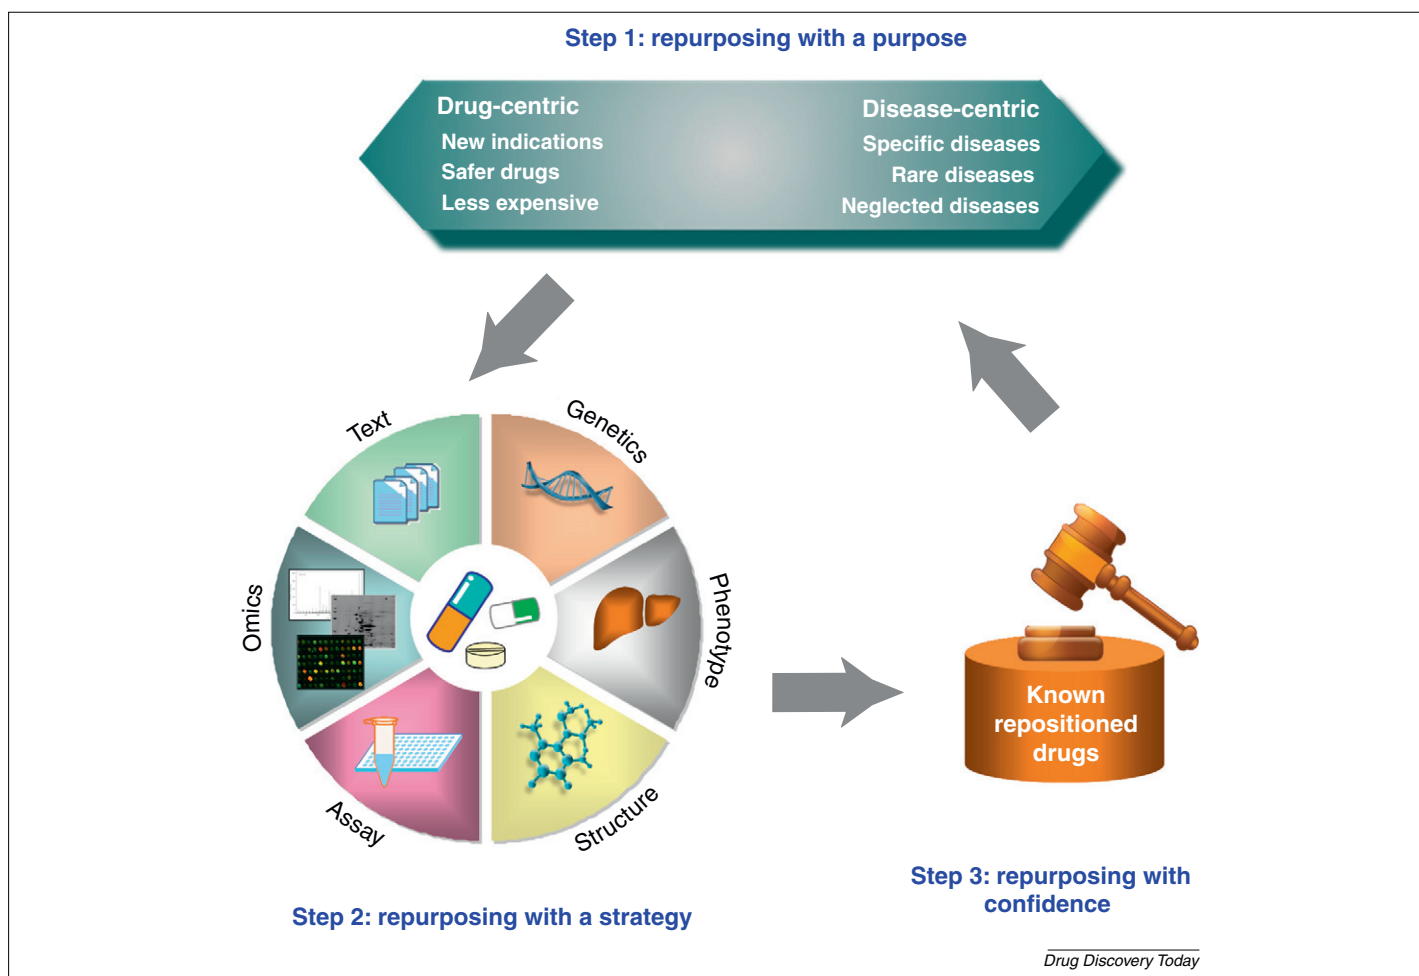 Step 1: repurposing with a purpose
Drug-centric
New indications
Safer drugs
Less expensive
Disease-centric
Specific diseases
Rare diseases
Neglected diseases
Text
Genetics
Omics
Phenotype
Assay
Structure
Step 2: repurposing with a strategy
Known
repositioned
drugs
Step 3: repurposing with
confidence
Drug Discovery Today